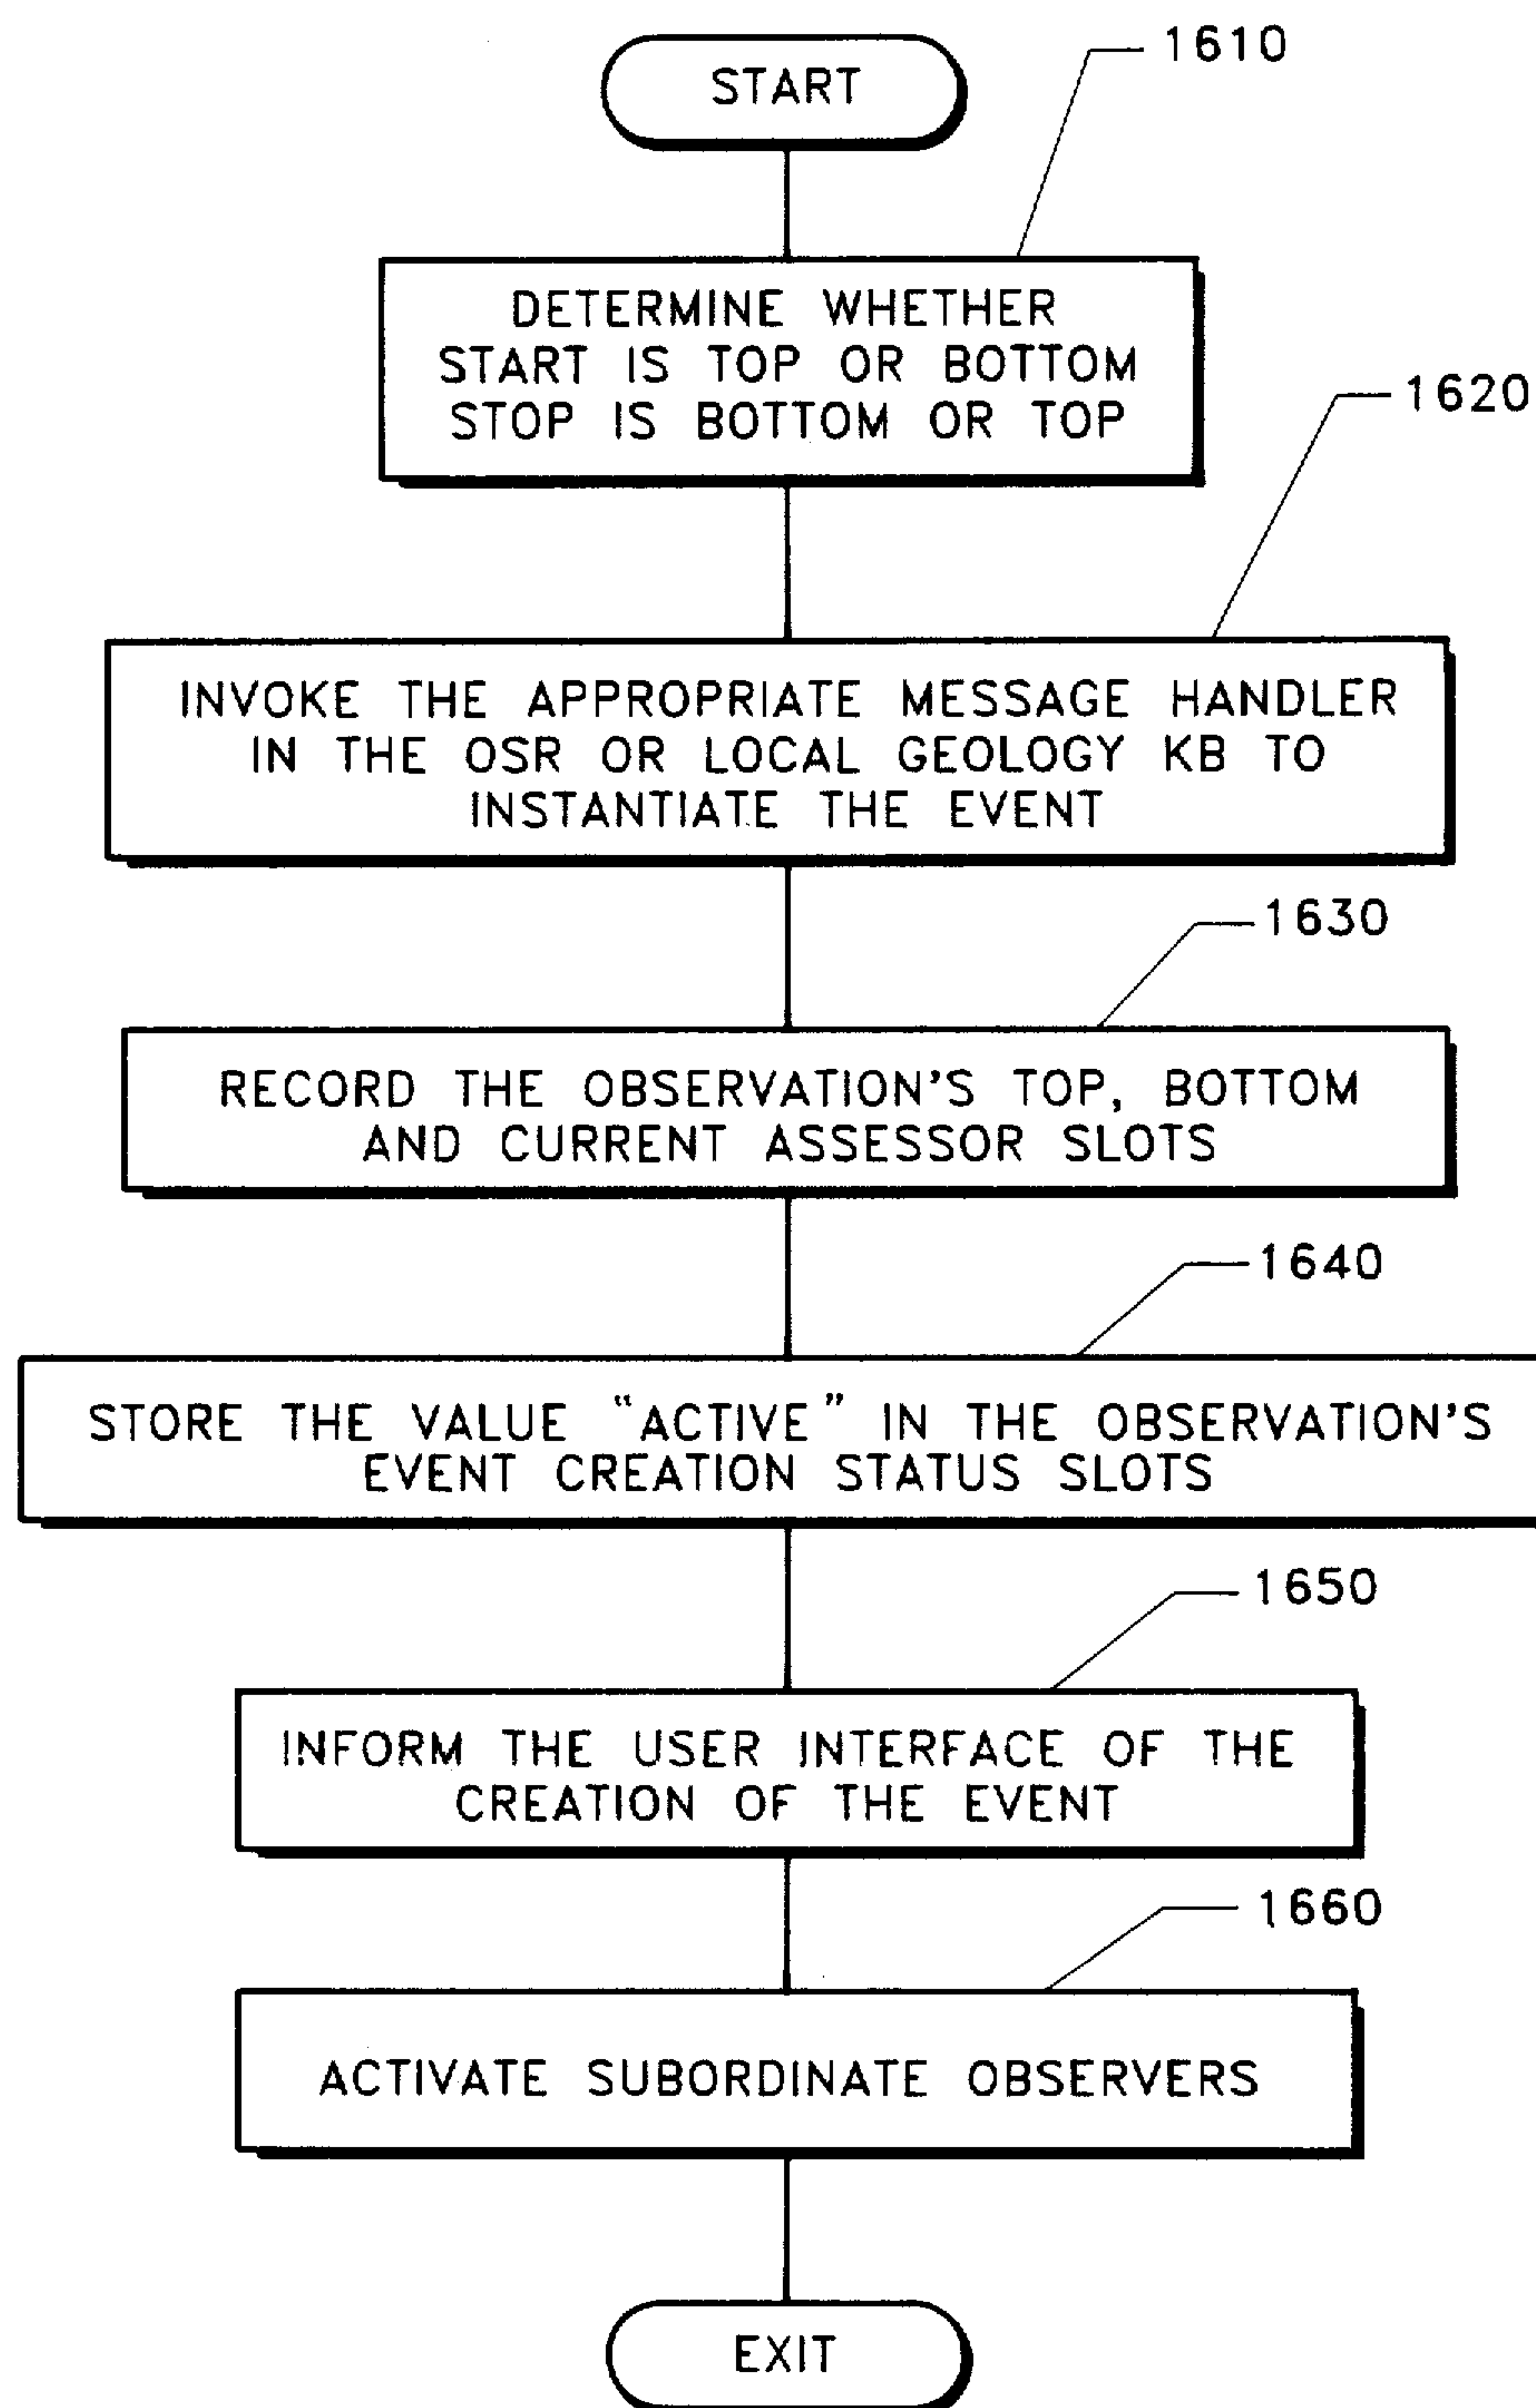 START
1610
DETERMINE WHETHER
START IS TOP OR BOTTOM
STOP IS BOTTOM OR TOP
1620
INVOKE THE APPROPRIATE MESSAGE HANDLER
IN THE OSR OR LOCAL GEOLOGY KB TO
INSTANTIATE THE EVENT
1630
RECORD THE OBSERVATION'S TOP, BOTTOM
AND CURRENT ASSESSOR SLOTS
1640
STORE THE VALUE "ACTIVE" IN THE OBSERVATION'S
EVENT CREATION STATUS SLOTS
1650
INFORM THE USER INTERFACE OF THE
CREATION OF THE EVENT
1660
ACTIVATE SUBORDINATE OBSERVERS
EXIT